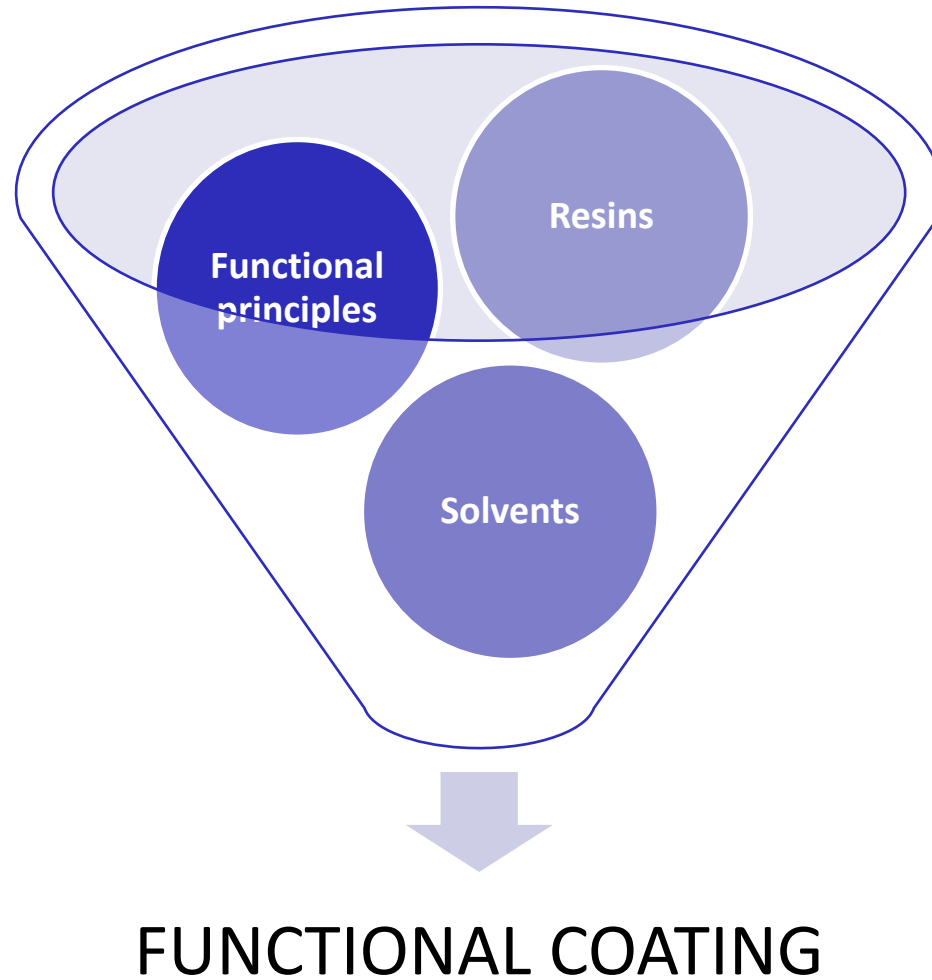 Resins
Functional
principles
Solvents
FUNCTIONAL COATING